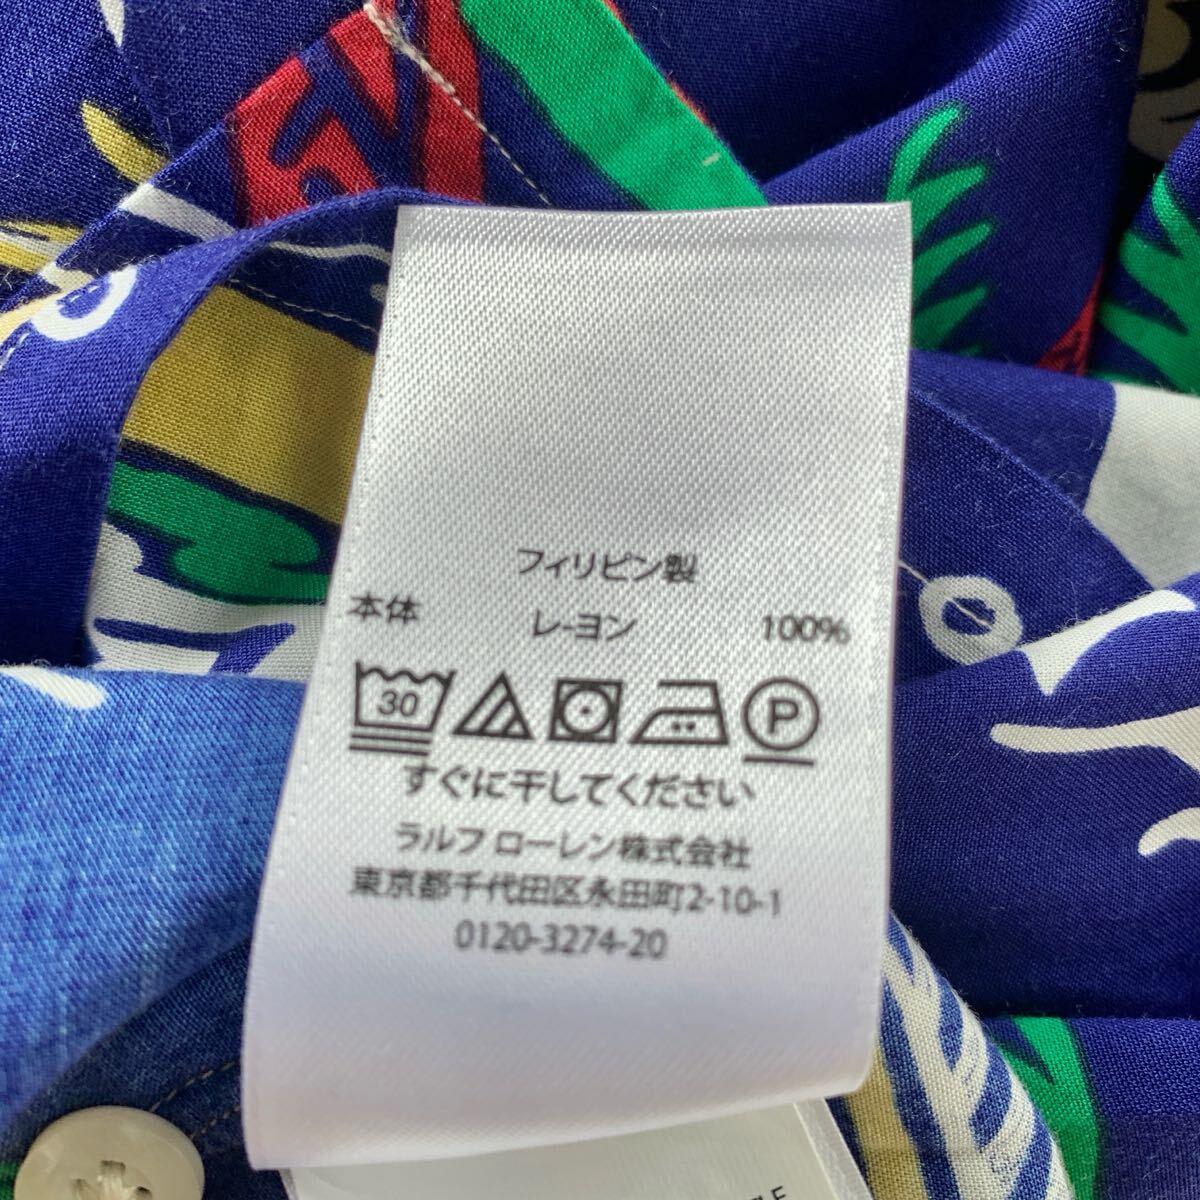 フィリピン製
本体 レ-ヨン 100%
30 P
すぐに干してください
ラルフ ローレン株式会社
東京都千代田区永田町2-10-1
0120-3274-20